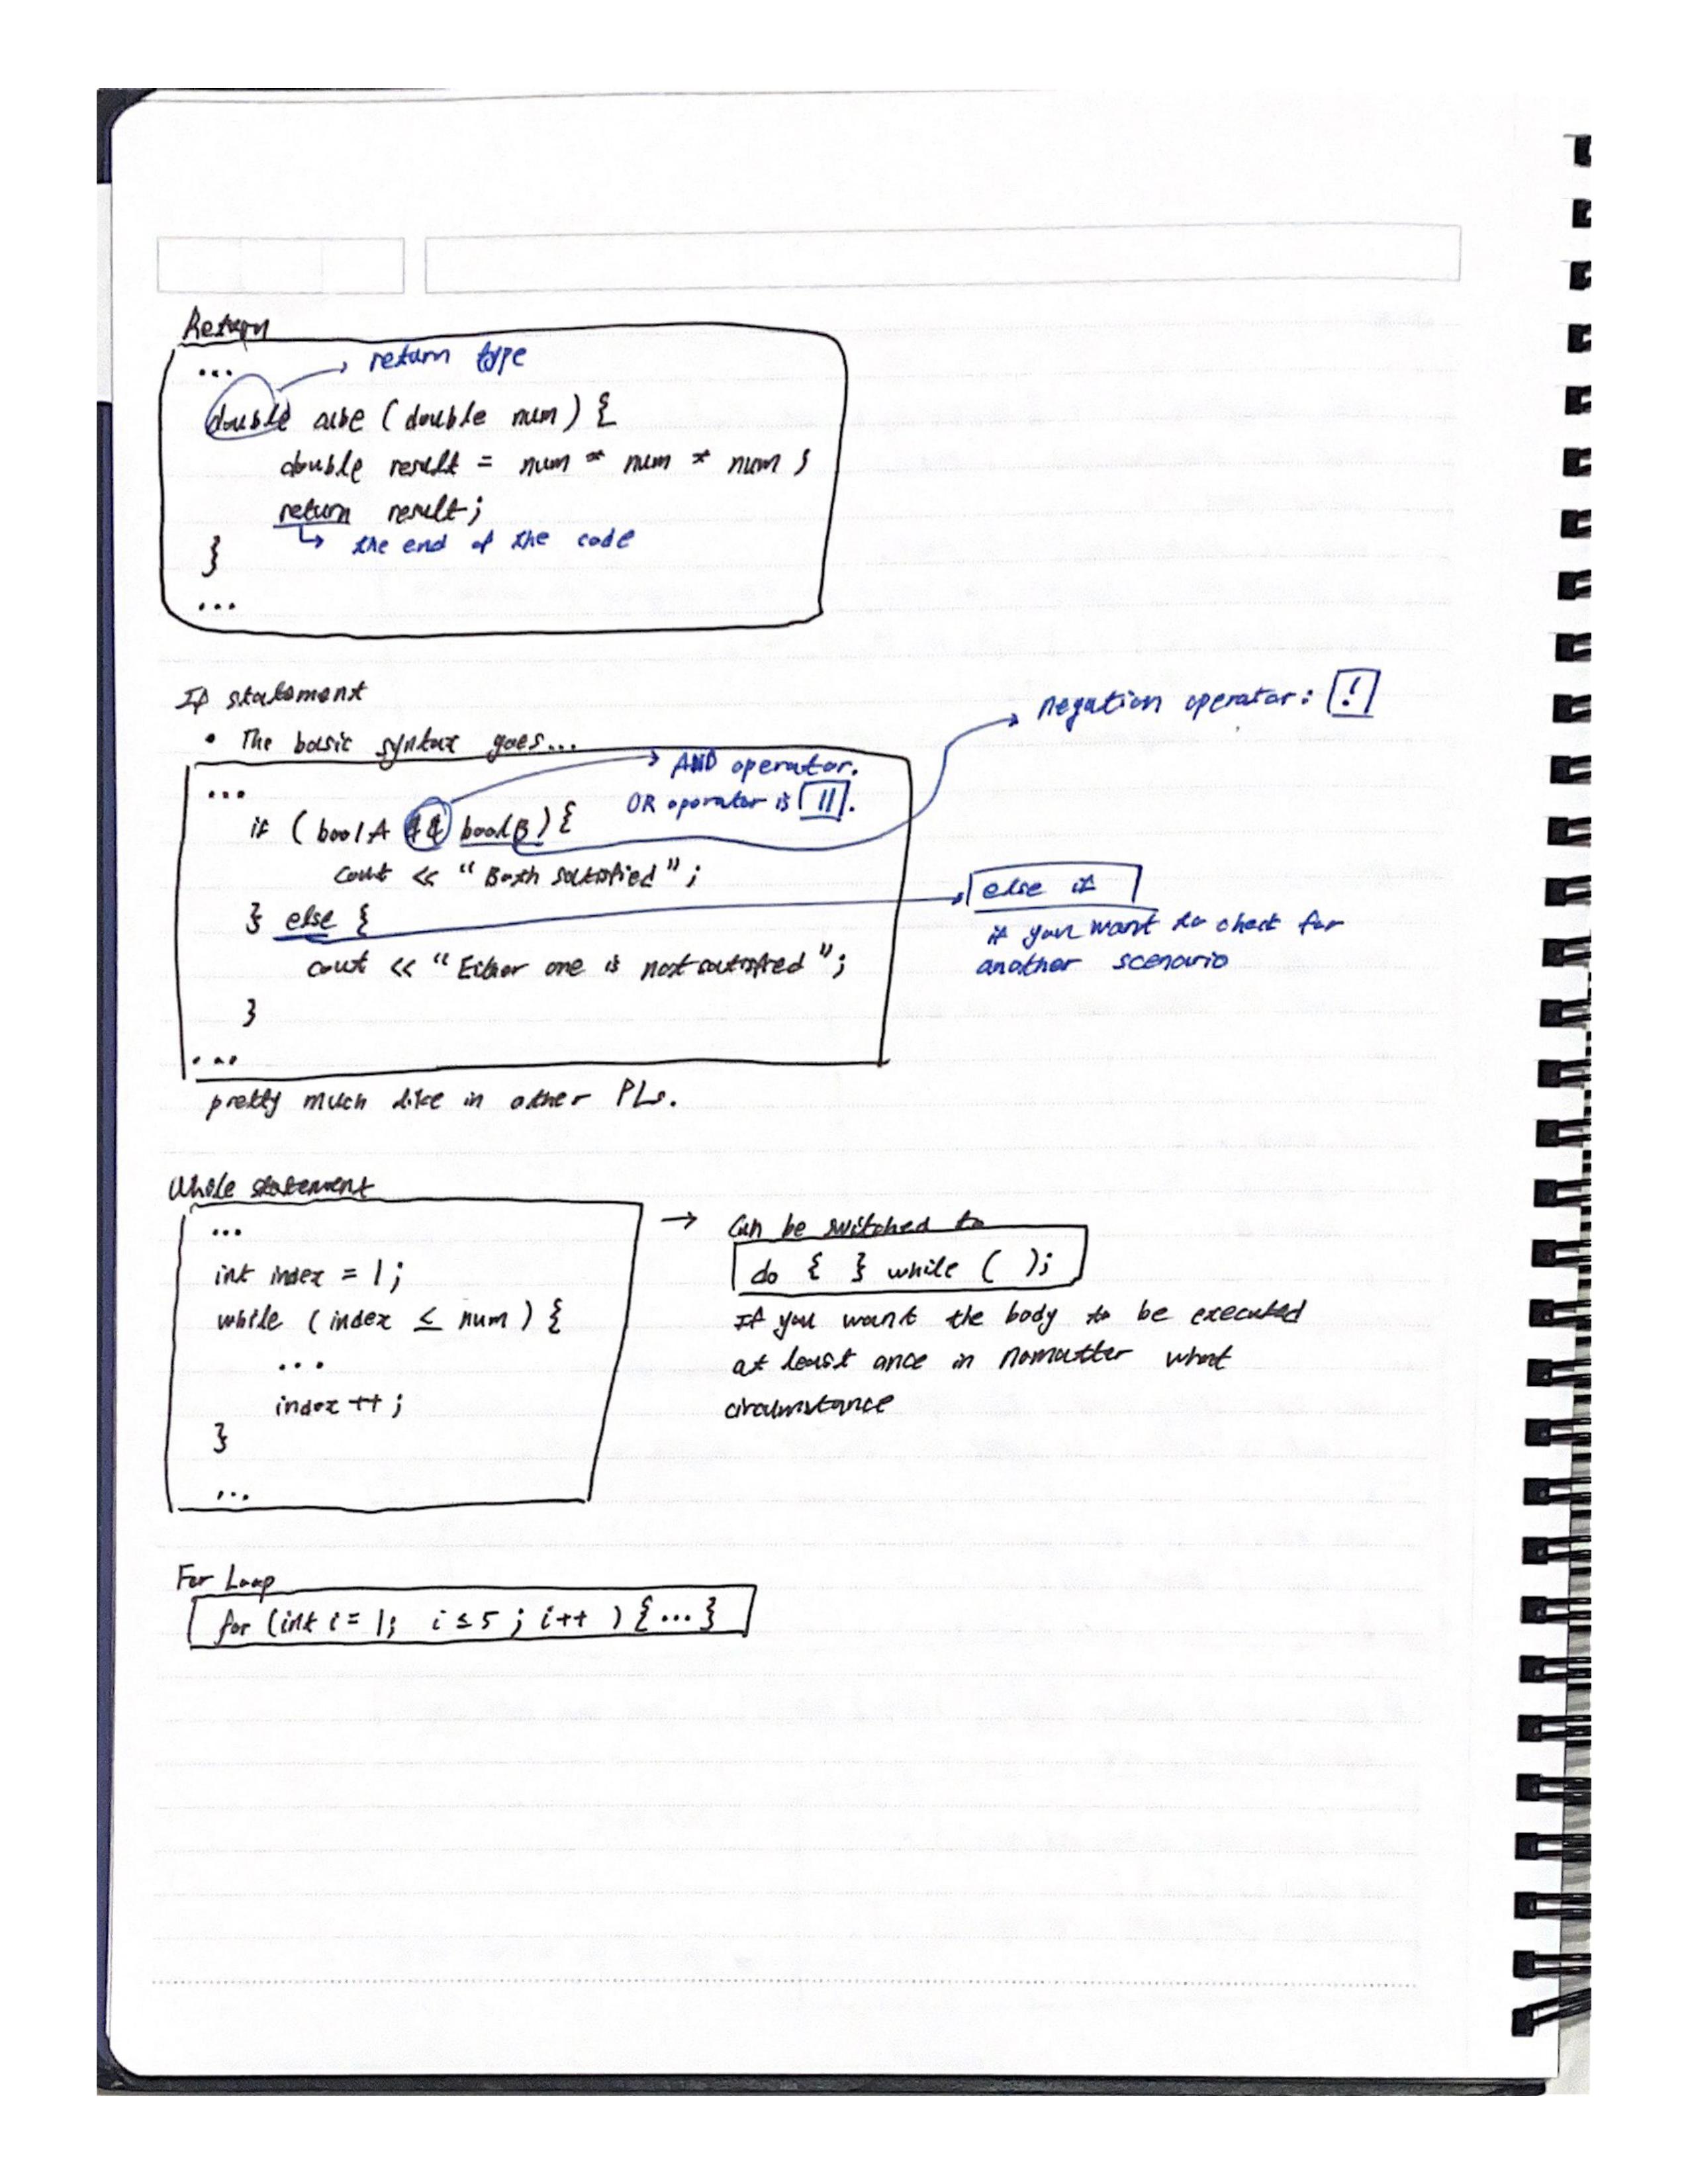 Return
...
return type
double cube (double num) {
double result = num * num * num ;
return result;
the end of the code
}
...
If statement
negation operator: !
• The basic syntax goes...
AND operator.
...
OR operator is ||.
if (boolA && boolB) {
cout << "Both satisfied";
else if
} else {
if you want to check for
cout << "Either one is not satisfied";
another scenario
}
...
pretty much like in other PLs.
While statement
...
→ Can be switched to
int index = 1;
do { } while ( );
while (index ≤ num) {
If you want the body to be executed
...
at least once in nomatter what
index ++;
circumstance
}
...
For Loop
for (int i = 1; i ≤ 5 ; i++ ) { ... }